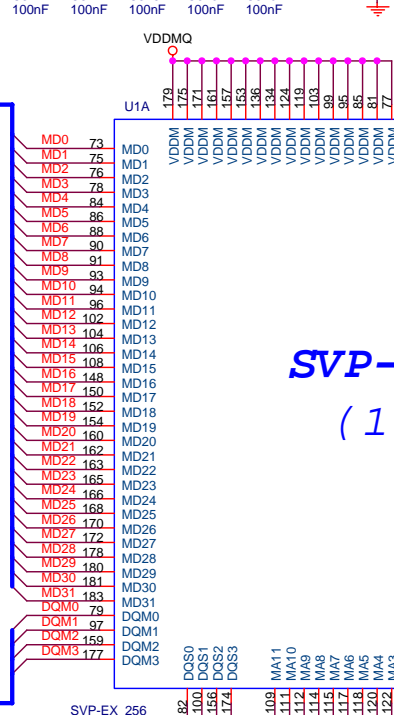 100nF 100nF 100nF 100nF 100nF
VDDMQ
179 175 171 161 157 153 136 134 124 119 103 99 95 85 81 77
U1A
VDDM VDDM VDDM VDDM VDDM VDDM VDDM VDDM VDDM VDDM VDDM VDDM VDDM VDDM VDDM VDDM
MD0 73 MD0
MD1 75 MD1
MD2 76 MD2
MD3 78 MD3
MD4 84 MD4
MD5 86 MD5
MD6 88 MD6
MD7 90 MD7
MD8 91 MD8
MD9 93 MD9
MD10 94 MD10
MD11 96 MD11
MD12 102 MD12
MD13 104 MD13
MD14 106 MD14
MD15 108 MD15
MD16 148 MD16
MD17 150 MD17
MD18 152 MD18
MD19 154 MD19
MD20 160 MD20
MD21 162 MD21
MD22 163 MD22
MD23 165 MD23
MD24 166 MD24
MD25 168 MD25
MD26 170 MD26
MD27 172 MD27
MD28 178 MD28
MD29 180 MD29
MD30 181 MD30
MD31 183 MD31
DQM0 79 DQM0
DQM1 97 DQM1
DQM2 159 DQM2
DQM3 177 DQM3
SVP-
(1
DQS0 DQS1 DQS2 DQS3 MA11 MA10 MA9 MA8 MA7 MA6 MA5 MA4 MA3
82 100 156 174 109 111 112 114 115 117 118 120 122
SVP-EX 256